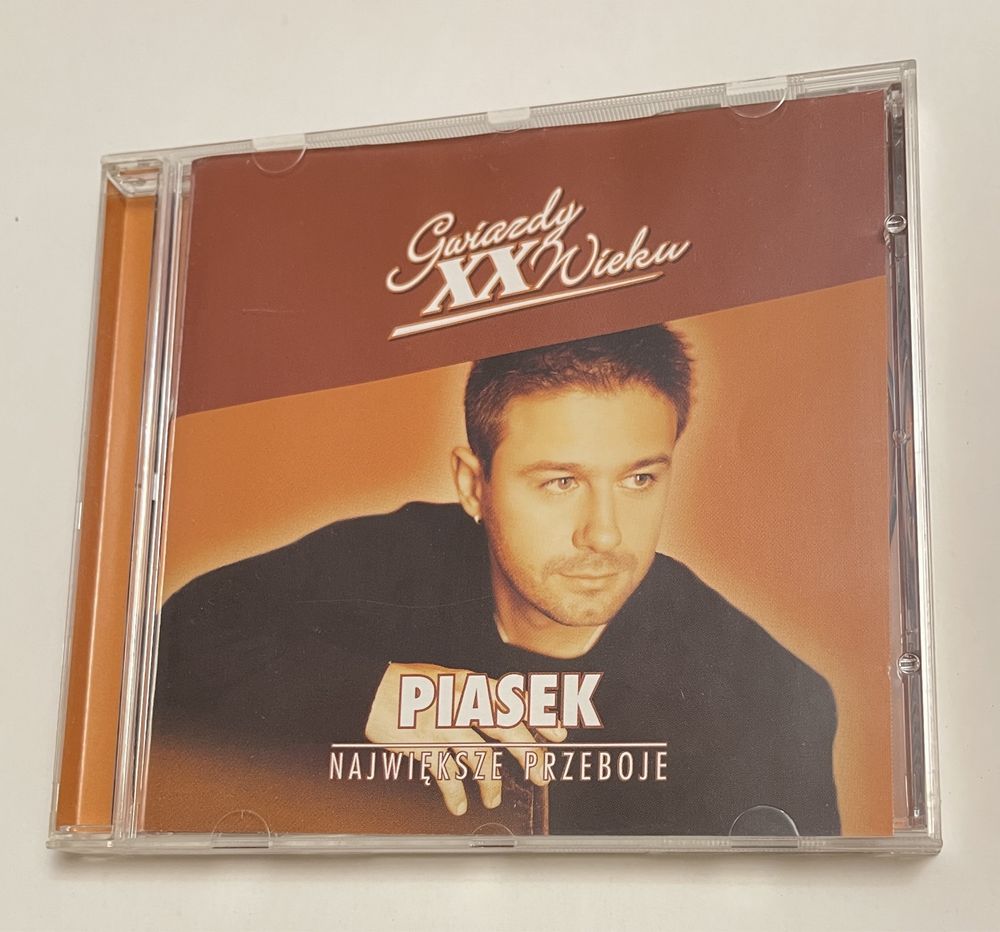 Gwiazdy
XX Wieku
PIASEK
NAJWIĘKSZE PRZEBOJE